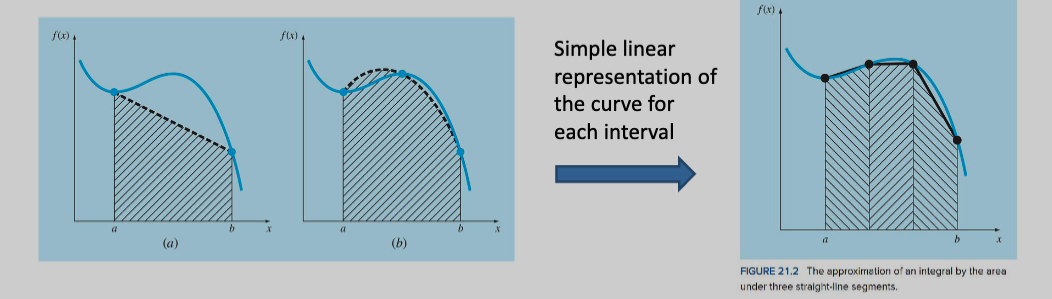 f(x)
a
b
x
(a)
f(x)
a
b
x
(b)
Simple linear
representation of
the curve for
each interval
f(x)
a
b
x
FIGURE 21.2 The approximation of an integral by the area
under three straight-line segments.